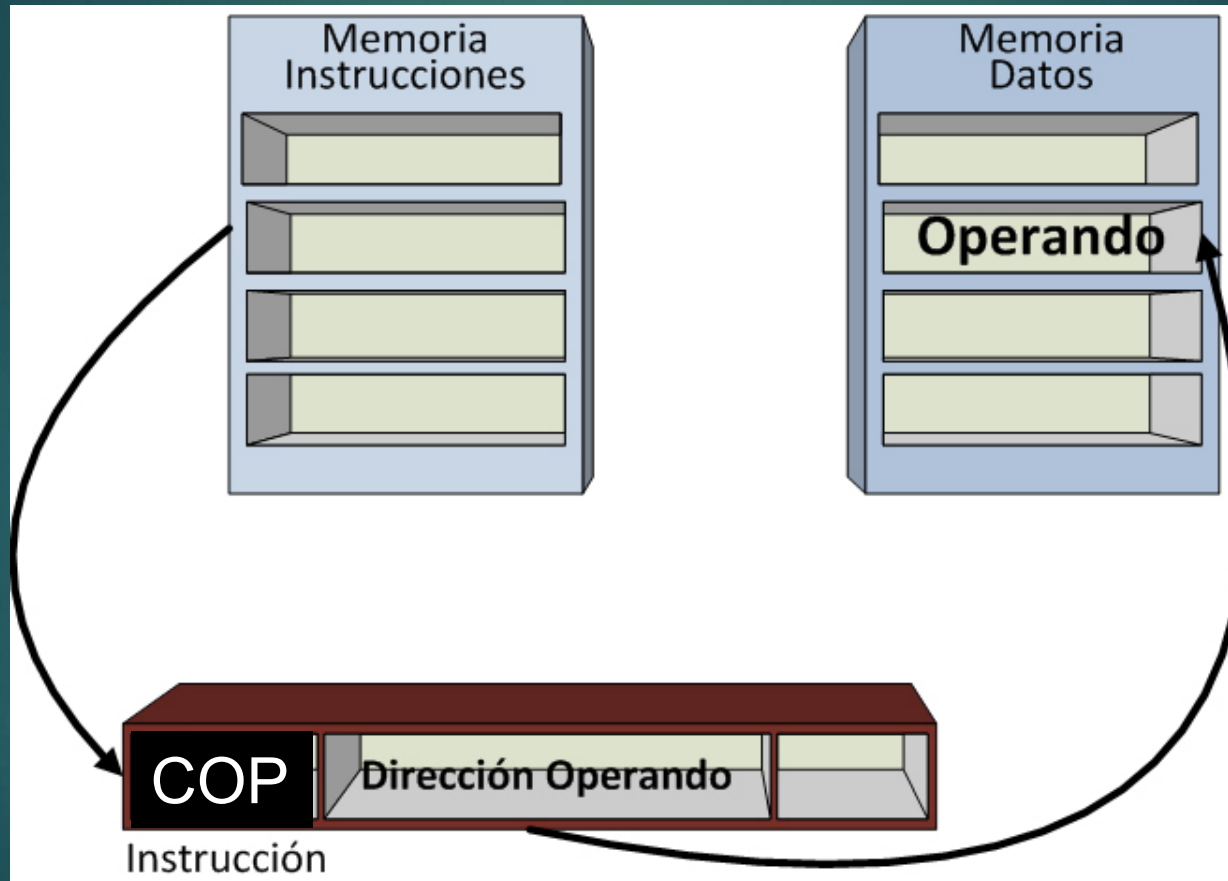 Memoria
Instrucciones
Memoria
Datos
Operando
COP
Dirección Operando
Instrucción